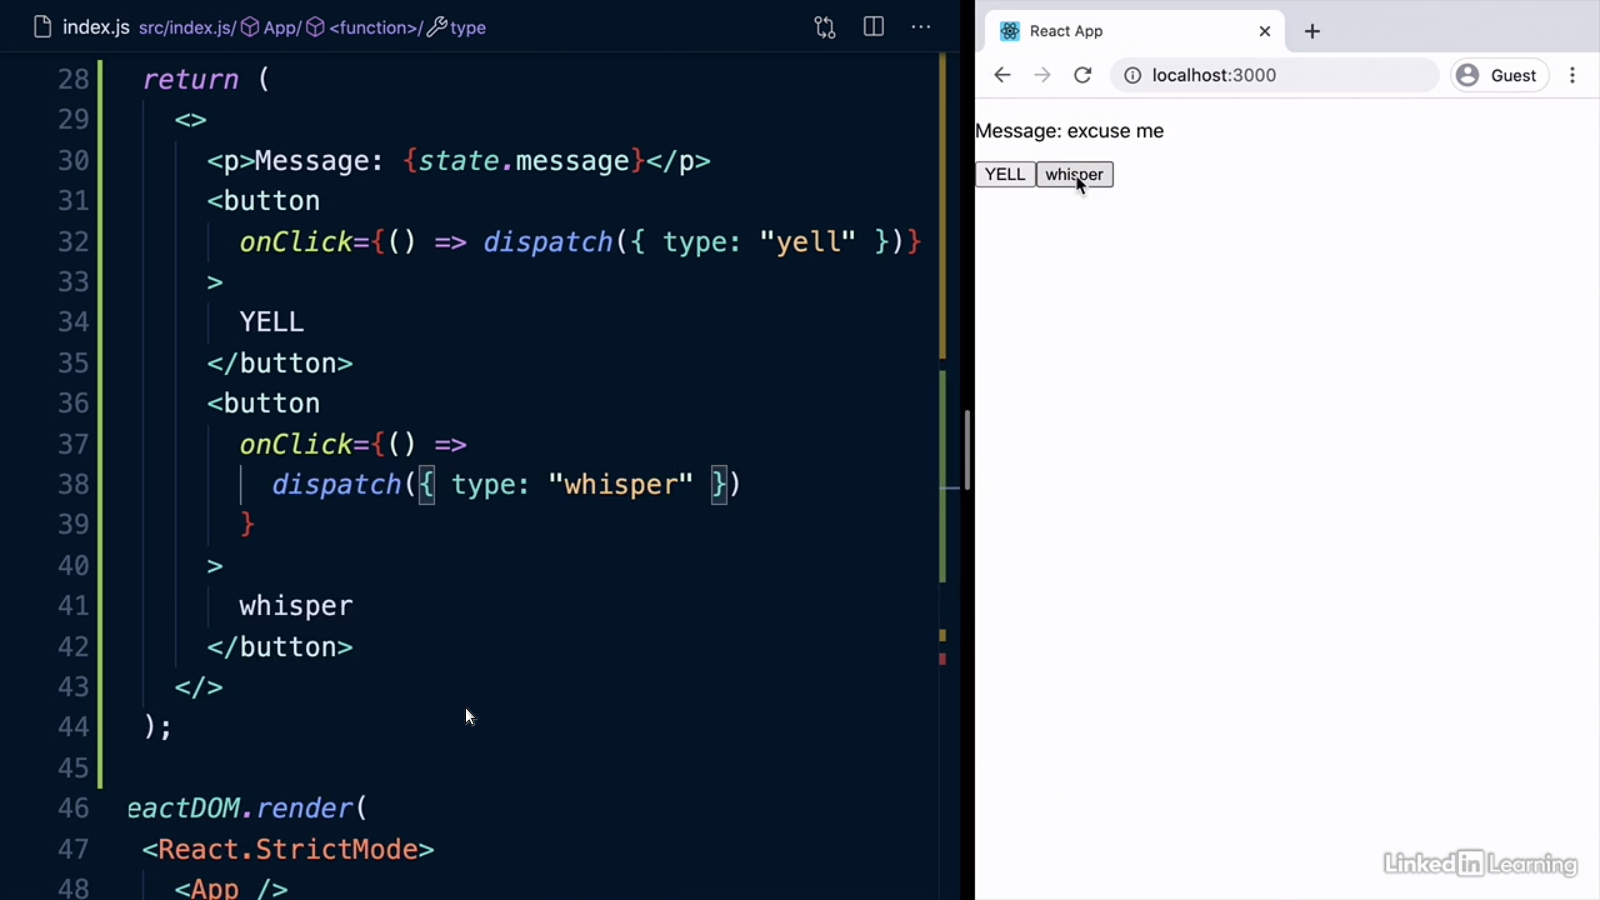 index.js src/index.js/ App/ <function>/ type
28 return (
29 <>
30 <p>Message: {state.message}</p>
31 <button
32 onClick={() => dispatch({ type: "yell" })}
33 >
34 YELL
35 </button>
36 <button
37 onClick={() =>
38 dispatch({ type: "whisper" })
39 }
40 >
41 whisper
42 </button>
43 </>
44 );
45
46 eactDOM.render(
47 <React.StrictMode>
48 <App />
React App
localhost:3000 Guest
Message: excuse me
YELL whisper
Linked in Learning